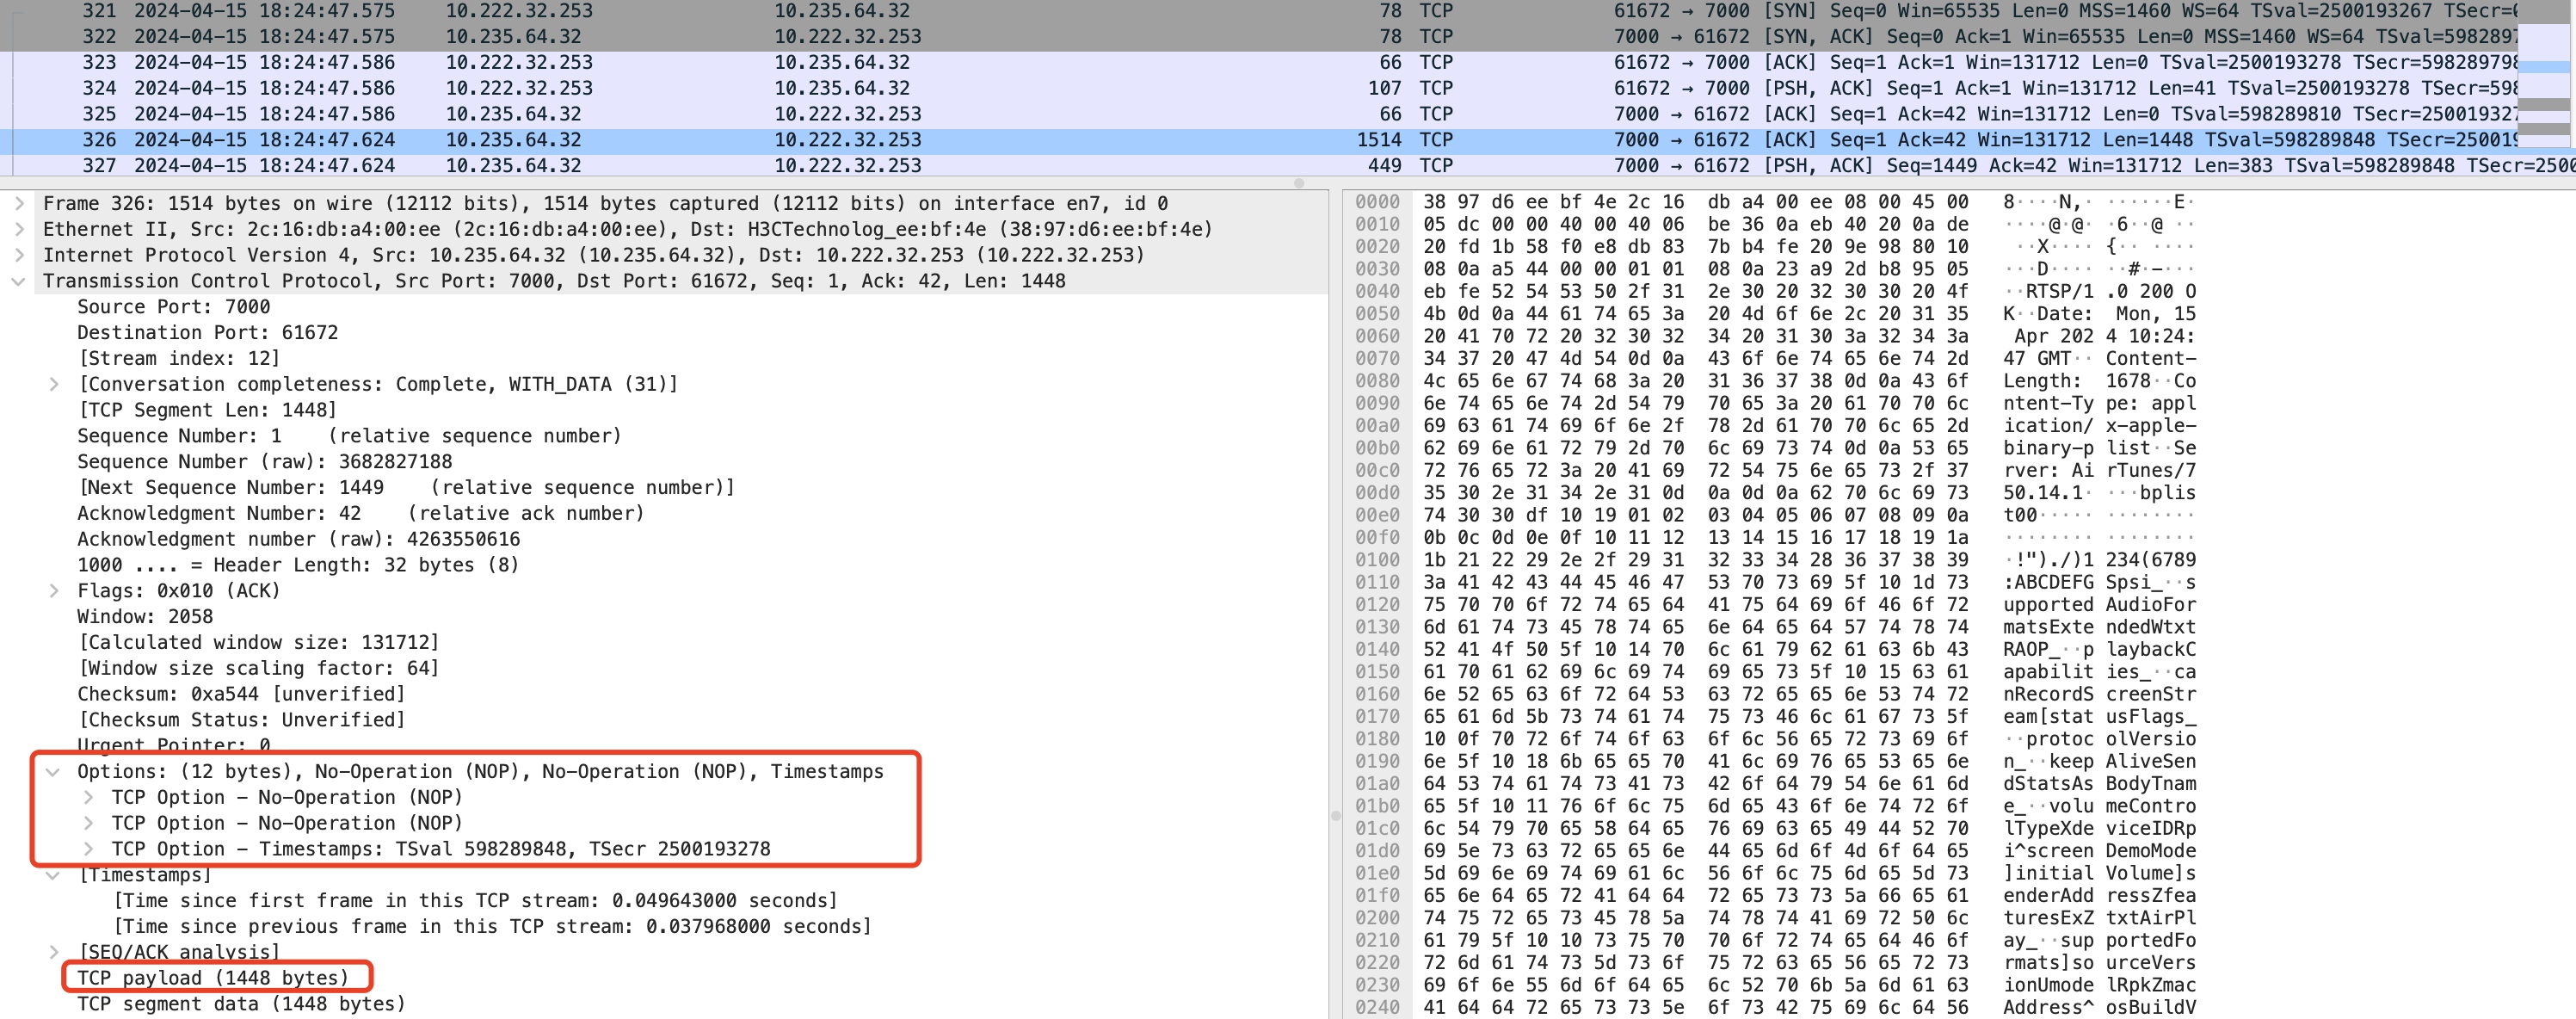 321 2024-04-15 18:24:47.575 10.222.32.253 10.235.64.32 78 TCP 61672 → 7000 [SYN] Seq=0 Win=65535 Len=0 MSS=1460 WS=64 TSval=2500193267
322 2024-04-15 18:24:47.575 10.235.64.32 10.222.32.253 78 TCP 7000 → 61672 [SYN, ACK] Seq=0 Ack=1 Win=65535 Len=0 MSS=1460 WS=64 TSval=5982897
323 2024-04-15 18:24:47.586 10.222.32.253 10.235.64.32 66 TCP 61672 → 7000 [ACK] Seq=1 Ack=1 Win=131712 Len=0 TSval=2500193278 TSecr=598289798
324 2024-04-15 18:24:47.586 10.222.32.253 10.235.64.32 107 TCP 61672 → 7000 [PSH, ACK] Seq=1 Ack=1 Win=131712 Len=41 TSval=2500193278 TSecr=598
325 2024-04-15 18:24:47.586 10.235.64.32 10.222.32.253 66 TCP 7000 → 61672 [ACK] Seq=1 Ack=42 Win=131712 Len=0 TSval=598289810 TSecr=250019327
326 2024-04-15 18:24:47.624 10.235.64.32 10.222.32.253 1514 TCP 7000 → 61672 [ACK] Seq=1 Ack=42 Win=131712 Len=1448 TSval=598289848 TSecr=250019
327 2024-04-15 18:24:47.624 10.235.64.32 10.222.32.253 449 TCP 7000 → 61672 [PSH, ACK] Seq=1449 Ack=42 Win=131712 Len=383 TSval=598289848 TSecr=2500
Frame 326: 1514 bytes on wire (12112 bits), 1514 bytes captured (12112 bits) on interface en7, id 0
Ethernet II, Src: 2c:16:db:a4:00:ee (2c:16:db:a4:00:ee), Dst: H3CTechnolog_ee:bf:4e (38:97:d6:ee:bf:4e)
Internet Protocol Version 4, Src: 10.235.64.32 (10.235.64.32), Dst: 10.222.32.253 (10.222.32.253)
Transmission Control Protocol, Src Port: 7000, Dst Port: 61672, Seq: 1, Ack: 42, Len: 1448
Source Port: 7000
Destination Port: 61672
[Stream index: 12]
[Conversation completeness: Complete, WITH_DATA (31)]
[TCP Segment Len: 1448]
Sequence Number: 1 (relative sequence number)
Sequence Number (raw): 3682827188
[Next Sequence Number: 1449 (relative sequence number)]
Acknowledgment Number: 42 (relative ack number)
Acknowledgment number (raw): 4263550616
1000 .... = Header Length: 32 bytes (8)
Flags: 0x010 (ACK)
Window: 2058
[Calculated window size: 131712]
[Window size scaling factor: 64]
Checksum: 0xa544 [unverified]
[Checksum Status: Unverified]
Urgent Pointer: 0
Options: (12 bytes), No-Operation (NOP), No-Operation (NOP), Timestamps
TCP Option - No-Operation (NOP)
TCP Option - No-Operation (NOP)
TCP Option - Timestamps: TSval 598289848, TSecr 2500193278
[Timestamps]
[Time since first frame in this TCP stream: 0.049643000 seconds]
[Time since previous frame in this TCP stream: 0.037968000 seconds]
[SEQ/ACK analysis]
TCP payload (1448 bytes)
TCP segment data (1448 bytes)
0000 38 97 d6 ee bf 4e 2c 16 db a4 00 ee 08 00 45 00 8····N,· ······E·
0010 05 dc 00 00 40 00 40 06 be 36 0a eb 40 20 0a de ····@·@· ·6··@ ··
0020 20 fd 1b 58 f0 e8 db 83 7b b4 fe 20 9e 98 80 10  ··X···· {·· ····
0030 08 0a a5 44 00 00 01 01 08 0a 23 a9 2d b8 95 05 ···D···· ··#·-···
0040 eb fe 52 54 53 50 2f 31 2e 30 20 32 30 30 20 4f ··RTSP/1 .0 200 O
0050 4b 0d 0a 44 61 74 65 3a 20 4d 6f 6e 2c 20 31 35 K··Date:  Mon, 15
0060 20 41 70 72 20 32 30 32 34 20 31 30 3a 32 34 3a  Apr 202 4 10:24:
0070 34 37 20 47 4d 54 0d 0a 43 6f 6e 74 65 6e 74 2d 47 GMT·· Content-
0080 4c 65 6e 67 74 68 3a 20 31 36 37 38 0d 0a 43 6f Length:  1678··Co
0090 6e 74 65 6e 74 2d 54 79 70 65 3a 20 61 70 70 6c ntent-Ty pe: appl
00a0 69 63 61 74 69 6f 6e 2f 78 2d 61 70 70 6c 65 2d ication/ x-apple-
00b0 62 69 6e 61 72 79 2d 70 6c 69 73 74 0d 0a 53 65 binary-p list··Se
00c0 72 76 65 72 3a 20 41 69 72 54 75 6e 65 73 2f 37 rver: Ai rTunes/7
00d0 35 30 2e 31 34 2e 31 0d 0a 0d 0a 62 70 6c 69 73 50.14.1· ···bplis
00e0 74 30 30 df 10 19 01 02 03 04 05 06 07 08 09 0a t00····· ········
00f0 0b 0c 0d 0e 0f 10 11 12 13 14 15 16 17 18 19 1a ········ ········
0100 1b 21 22 29 2e 2f 29 31 32 33 34 28 36 37 38 39 ·!")./)1 234(6789
0110 3a 41 42 43 44 45 46 47 53 70 73 69 5f 10 1d 73 :ABCDEFG Spsi_··s
0120 75 70 70 6f 72 74 65 64 41 75 64 69 6f 46 6f 72 upported AudioFor
0130 6d 61 74 73 45 78 74 65 6e 64 65 64 57 74 78 74 matsExte ndedWtxt
0140 52 41 4f 50 5f 10 14 70 6c 61 79 62 61 63 6b 43 RAOP_··p laybackC
0150 61 70 61 62 69 6c 69 74 69 65 73 5f 10 15 63 61 apabilit ies_··ca
0160 6e 52 65 63 6f 72 64 53 63 72 65 65 6e 53 74 72 nRecordS creenStr
0170 65 61 6d 5b 73 74 61 74 75 73 46 6c 61 67 73 5f eam[stat usFlags_
0180 10 0f 70 72 6f 74 6f 63 6f 6c 56 65 72 73 69 6f ··protoc olVersio
0190 6e 5f 10 18 6b 65 65 70 41 6c 69 76 65 53 65 6e n_··keep AliveSen
01a0 64 53 74 61 74 73 41 73 42 6f 64 79 54 6e 61 6d dStatsAs BodyTnam
01b0 65 5f 10 11 76 6f 6c 75 6d 65 43 6f 6e 74 72 6f e_··volu meContro
01c0 6c 54 79 70 65 58 64 65 76 69 63 65 49 44 52 70 lTypeXde viceIDRp
01d0 69 5e 73 63 72 65 65 6e 44 65 6d 6f 4d 6f 64 65 i^screen DemoMode
01e0 5d 69 6e 69 74 69 61 6c 56 6f 6c 75 6d 65 5d 73 ]initial Volume]s
01f0 65 6e 64 65 72 41 64 64 72 65 73 73 5a 66 65 61 enderAdd ressZfea
0200 74 75 72 65 73 45 78 5a 74 78 74 41 69 72 50 6c turesExZ txtAirPl
0210 61 79 5f 10 10 73 75 70 70 6f 72 74 65 64 46 6f ay_··sup portedFo
0220 72 6d 61 74 73 5d 73 6f 75 72 63 65 56 65 72 73 rmats]so urceVers
0230 69 6f 6e 55 6d 6f 64 65 6c 52 70 6b 5a 6d 61 63 ionUmode lRpkZmac
0240 41 64 64 72 65 73 73 5e 6f 73 42 75 69 6c 64 56 Address^ osBuildV